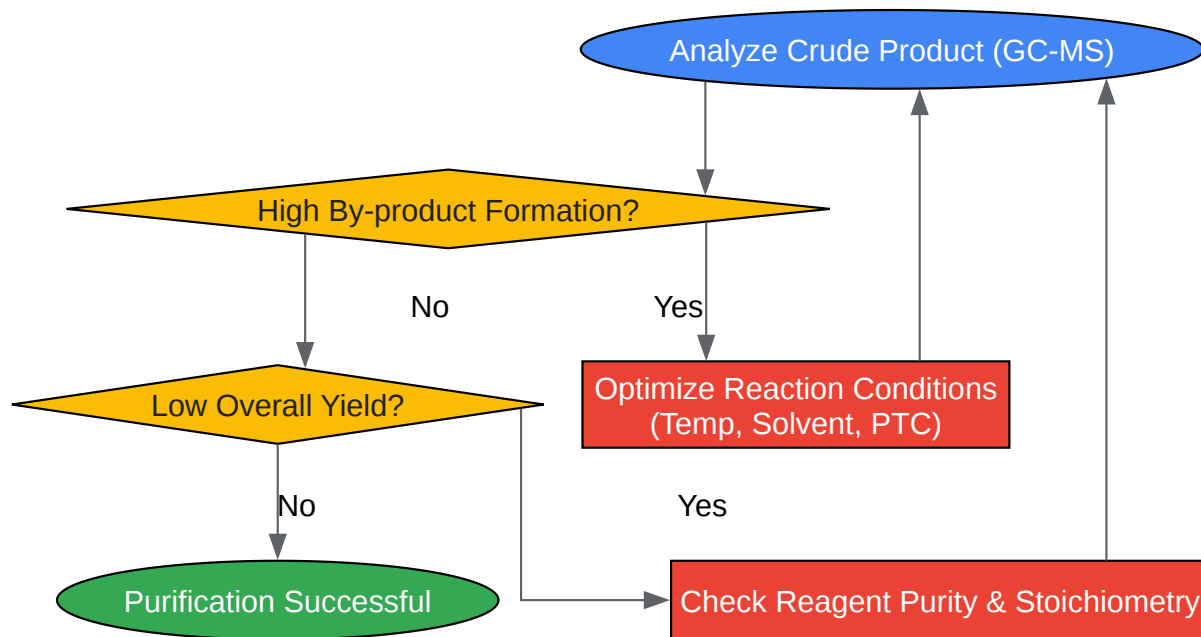 Analyze Crude Product (GC-MS)
High By-product Formation?
No
Yes
Optimize Reaction Conditions
(Temp, Solvent, PTC)
Low Overall Yield?
No
Yes
Purification Successful
Check Reagent Purity & Stoichiometry